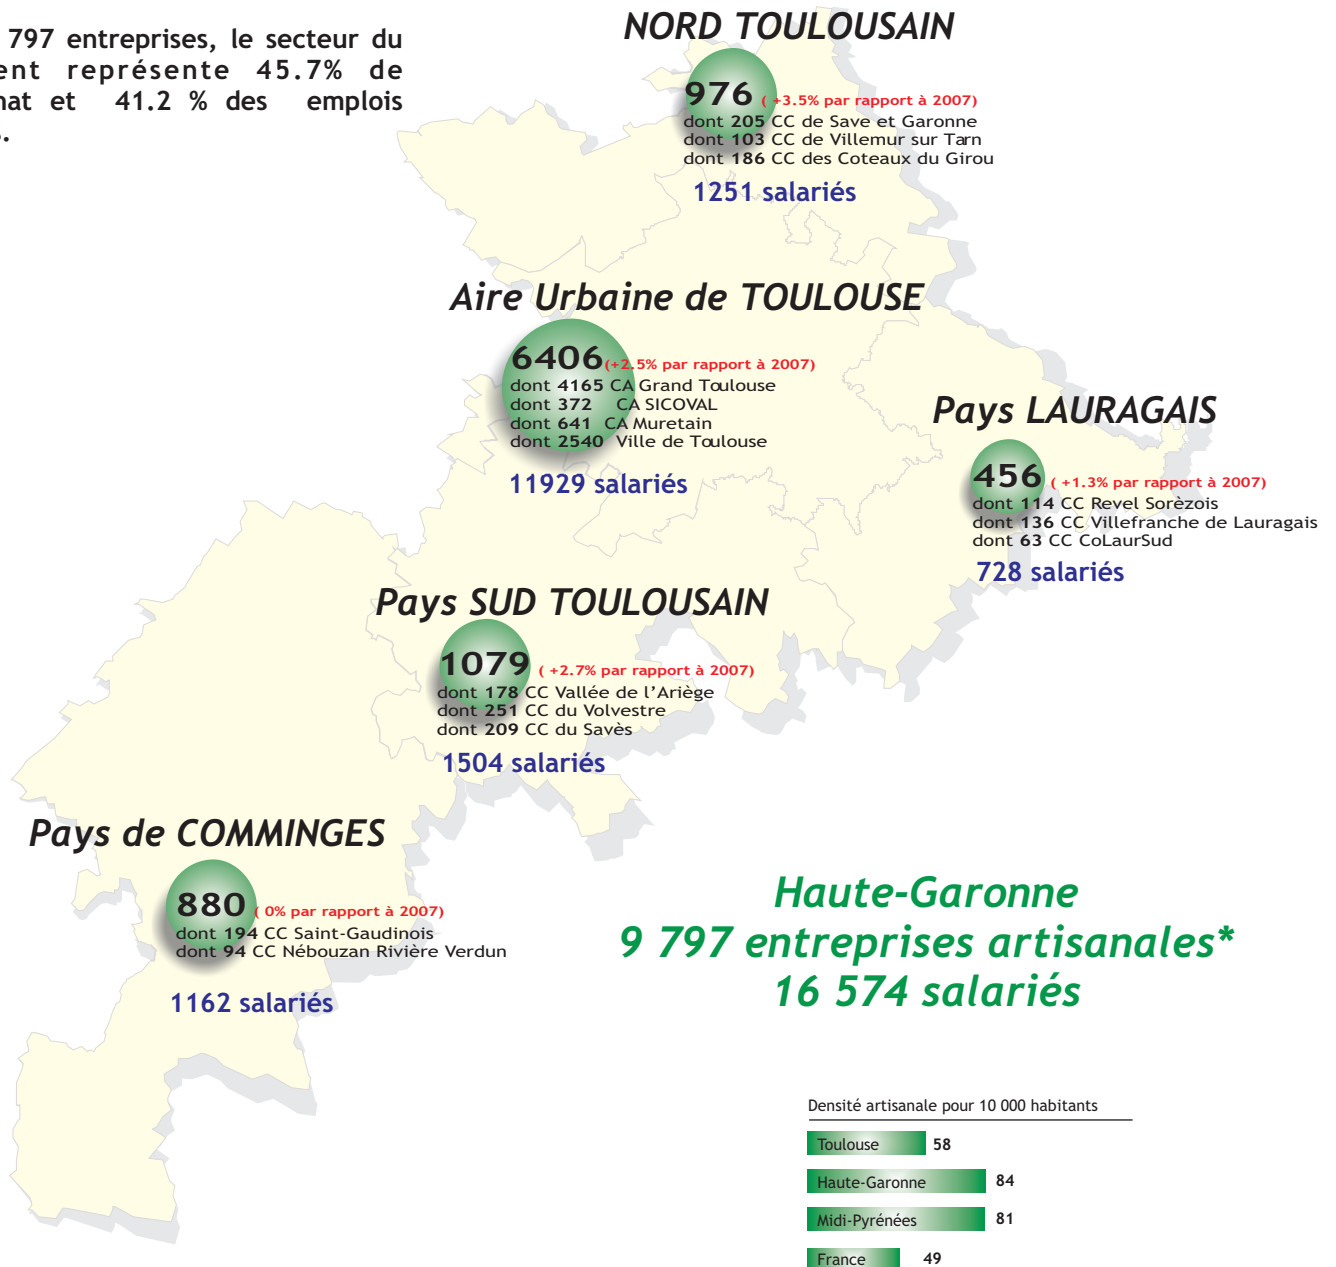 797 entreprises, le secteur du
ent représente 45.7% de
nat et 41.2 % des emplois
NORD TOULOUSAIN
976 ( +3.5% par rapport à 2007)
dont 205 CC de Save et Garonne
dont 103 CC de Villemur sur Tarn
dont 186 CC des Coteaux du Girou
1251 salariés
Aire Urbaine de TOULOUSE
6406 (+2.5% par rapport à 2007)
dont 4165 CA Grand Toulouse
dont 372 CA SICOVAL
dont 641 CA Muretain
dont 2540 Ville de Toulouse
11929 salariés
Pays LAURAGAIS
456 ( +1.3% par rapport à 2007)
dont 114 CC Revel Sorèzois
dont 136 CC Villefranche de Lauragais
dont 63 CC CoLaurSud
728 salariés
Pays SUD TOULOUSAIN
1079 ( +2.7% par rapport à 2007)
dont 178 CC Vallée de l’Ariège
dont 251 CC du Volvestre
dont 209 CC du Savès
1504 salariés
Pays de COMMINGES
880 ( 0% par rapport à 2007)
dont 194 CC Saint-Gaudinois
dont 94 CC Nébouzan Rivière Verdun
1162 salariés
Haute-Garonne
9 797 entreprises artisanales*
16 574 salariés
Densité artisanale pour 10 000 habitants
Toulouse 58
Haute-Garonne 84
Midi-Pyrénées 81
France 49